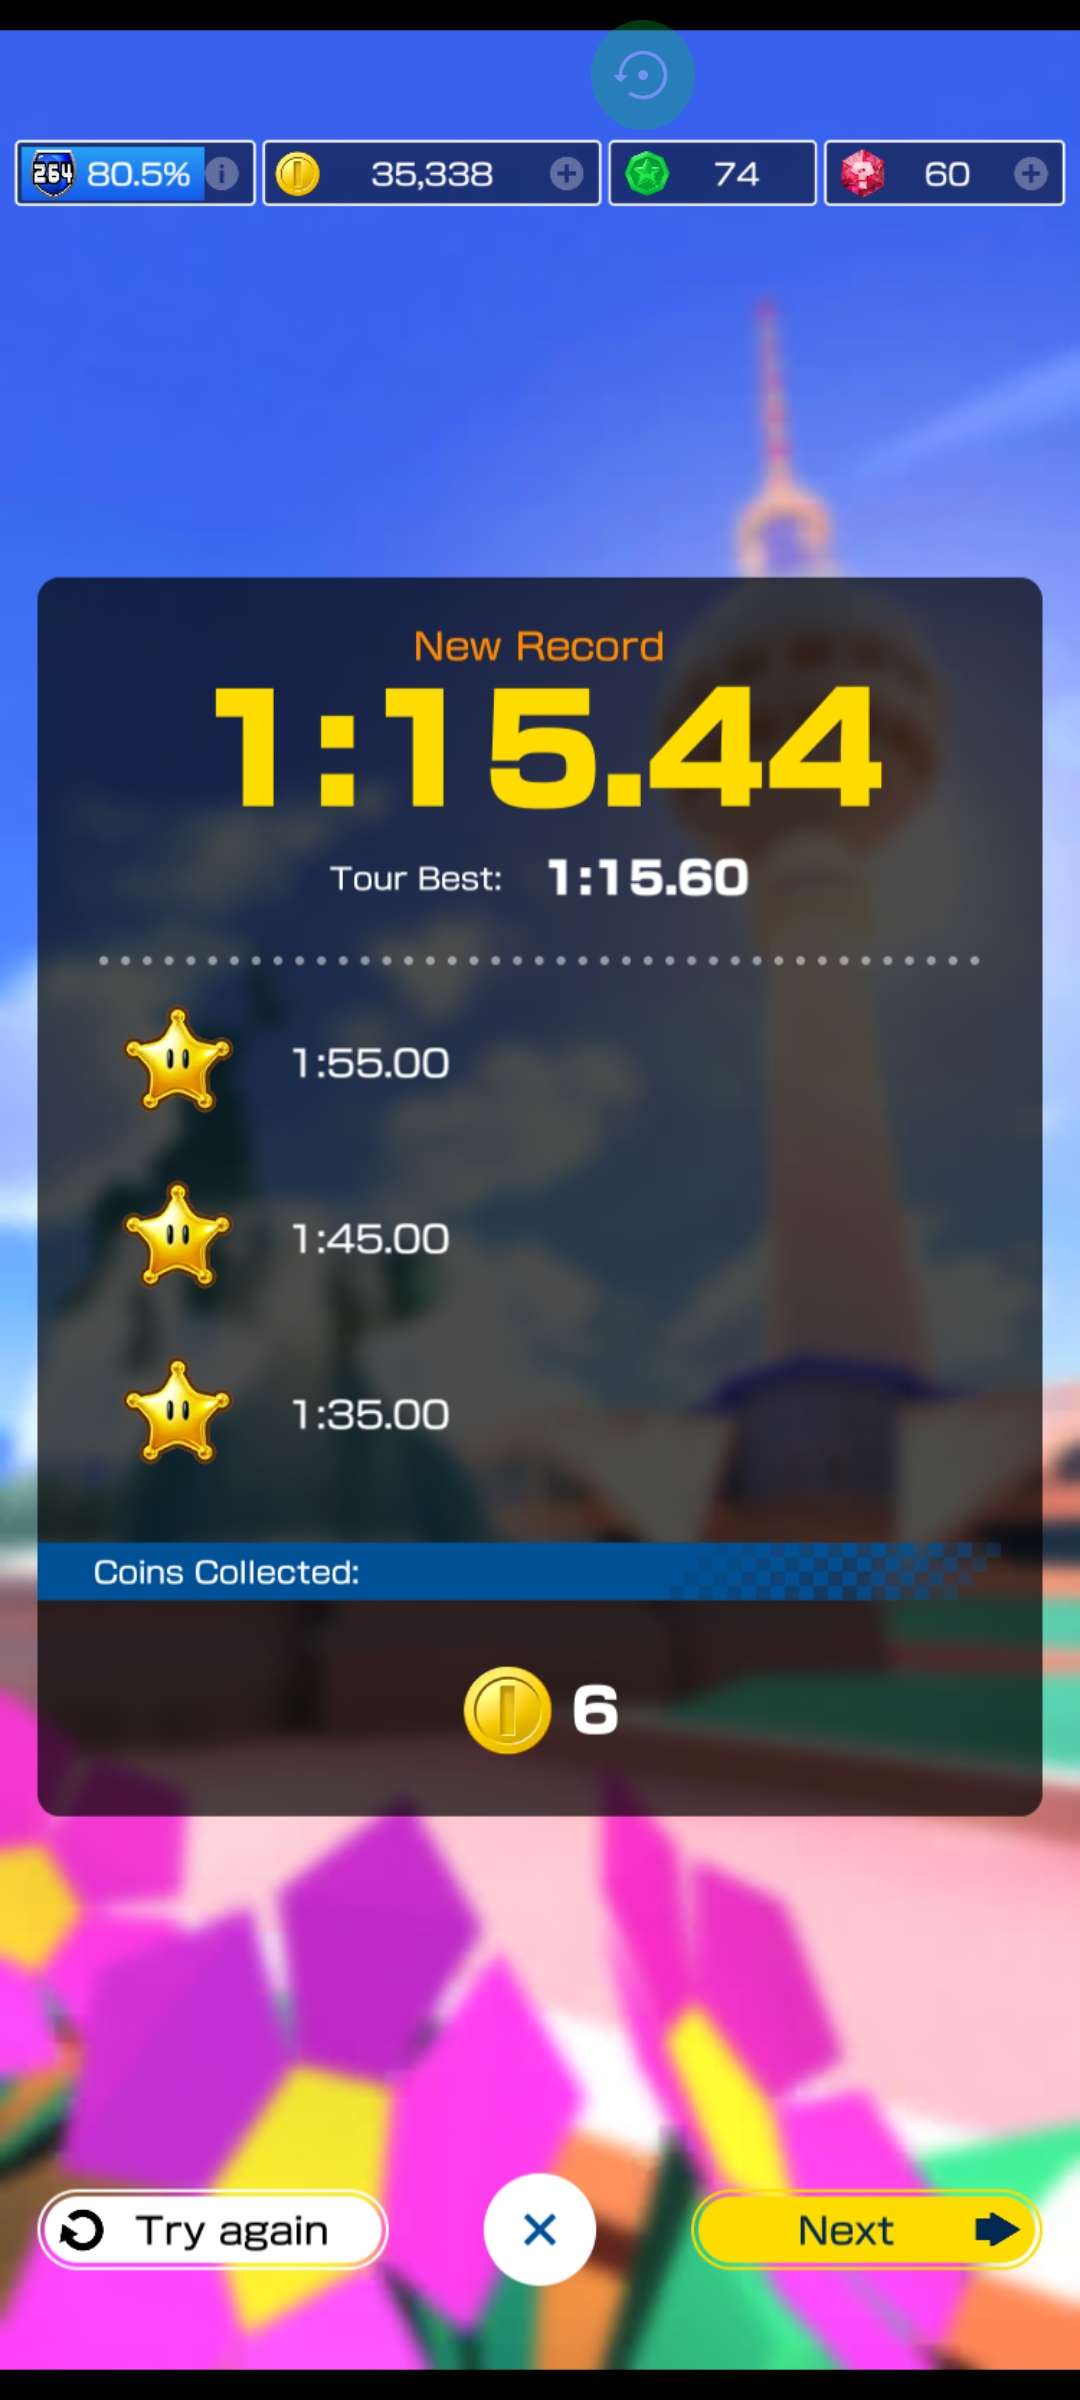 264 80.5% i 35,338 + 74 ? 60 +
New Record
1:15.44
Tour Best: 1:15.60
1:55.00
1:45.00
1:35.00
Coins Collected:
6
Try again × Next